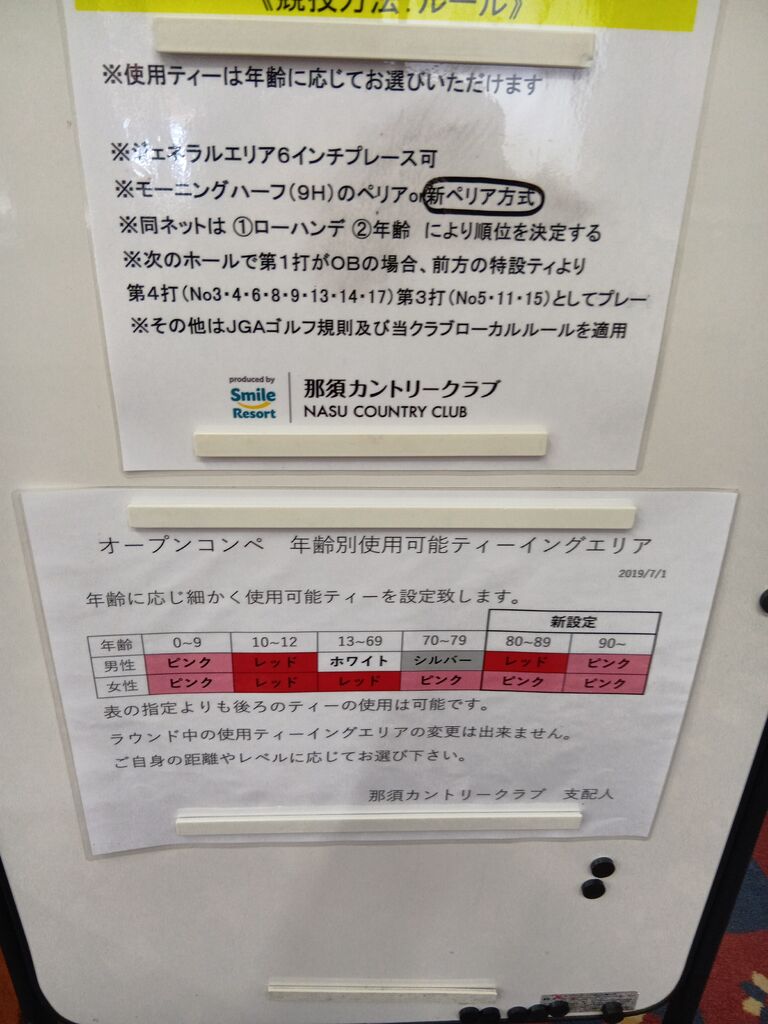 《競技方法:ルール》
※使用ティーは年齢に応じてお選びいただけます
※ジェネラルエリア6インチプレース可
※モーニングハーフ(9H)のペリアor新ペリア方式
※同ネットは ①ローハンデ ②年齢 により順位を決定する
※次のホールで第1打がOBの場合、前方の特設ティより
第4打(No3・4・6・8・9・13・14・17)第3打(No5・11・15)としてプレー
※その他はJGAゴルフ規則及び当クラブローカルルールを適用
produced by
Smile
Resort
那須カントリークラブ
NASU COUNTRY CLUB
オープンコンペ 年齢別使用可能ティーイングエリア
2019/7/1
年齢に応じ細かく使用可能ティーを設定致します。
新設定
年齢 0~9 10~12 13~69 70~79 80~89 90~
男性 ピンク レッド ホワイト シルバー レッド ピンク
女性 ピンク レッド レッド ピンク ピンク ピンク
表の指定よりも後ろのティーの使用は可能です。
ラウンド中の使用ティーイングエリアの変更は出来ません。
ご自身の距離やレベルに応じてお選び下さい。
那須カントリークラブ 支配人